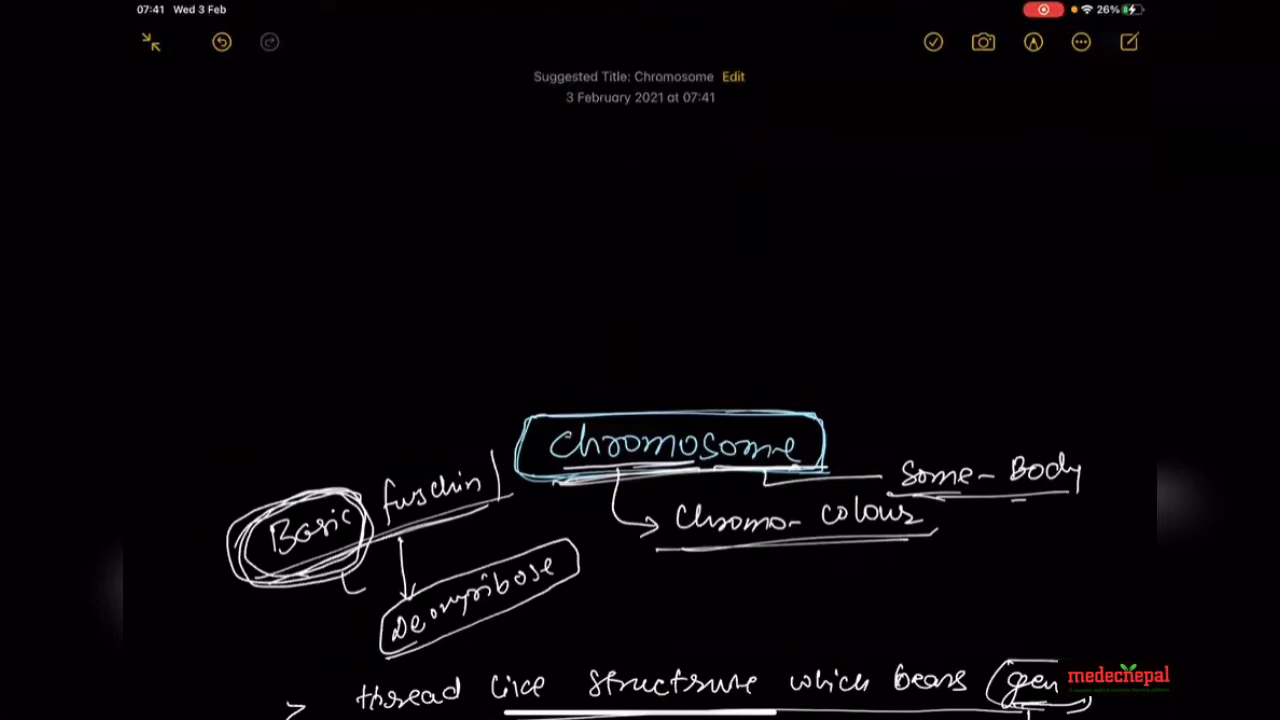 07:41 Wed 3 Feb
26%
Suggested Title: Chromosome Edit
3 February 2021 at 07:41
chromosome
Some - Body
Basic fuschin
chromo - colour
Deoxyribose
> thread like structure which bears gen
medecnepal